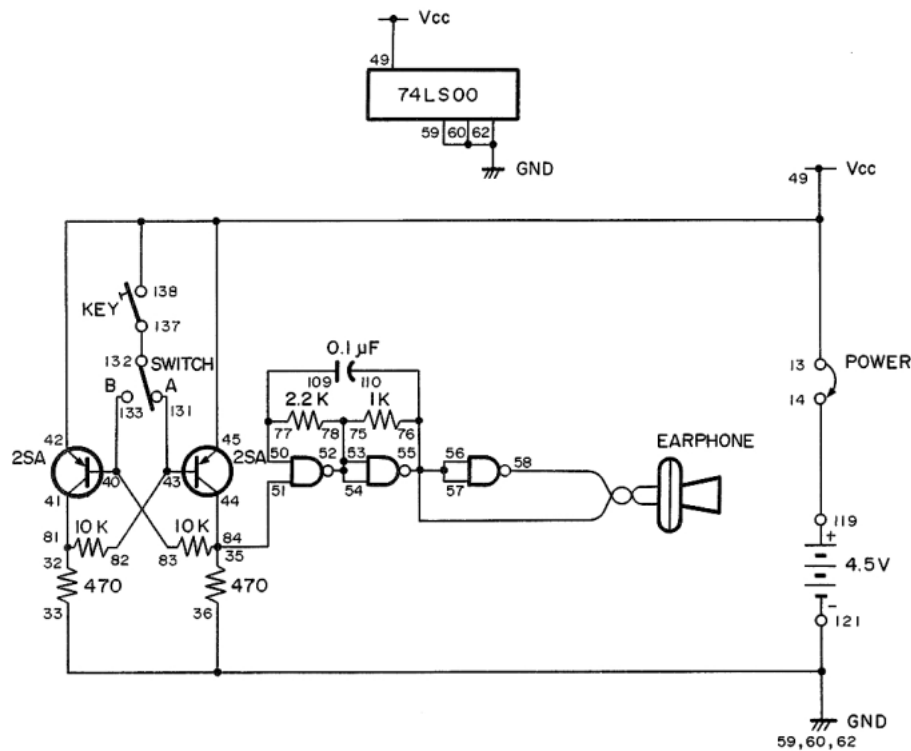 Vcc
49
74LS00
59 60 62
GND
49 Vcc
138
KEY
137
132 SWITCH
B A
133 131
0.1 µF
109 110
2.2 K 1K
77 78 75 76
13 POWER
14
EARPHONE
42 45
2SA 2SA
40 43
41 44
50 52 53 55 56 58
51 54 57
10 K 10 K
81 82 83 84
32 35
470 470
33 36
119
+
4.5 V
-
121
GND
59, 60, 62